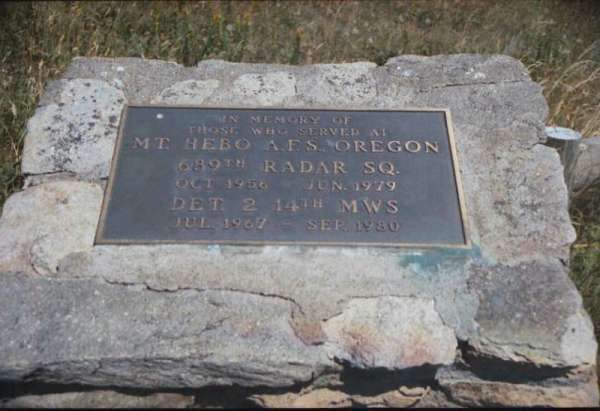 IN MEMORY OF
THOSE WHO SERVED AT
MT. HEBO A.F.S. OREGON
689TH RADAR SQ.
OCT 1956 JUN. 1979
DET. 2 14TH MWS
JUL. 1967 - SEP. 1980